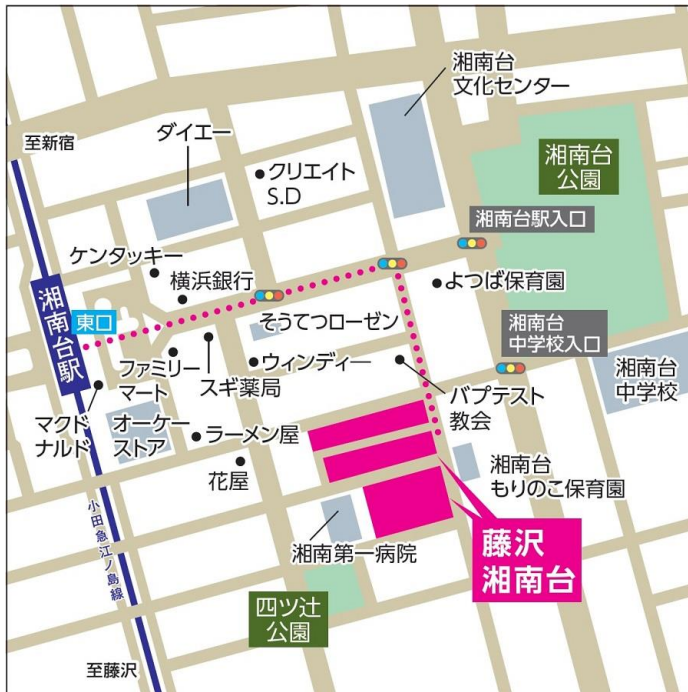 湘南台
文化センター
至新宿
ダイエー
クリエイト
S.D
湘南台
公園
湘南台駅入口
ケンタッキー
横浜銀行
よつば保育園
湘南台駅
東口
そうてつローゼン
湘南台
中学校入口
ファミリー
マート
スギ薬局
ウィンディー
バプテスト
教会
湘南台
中学校
マクド
ナルド
オーケー
ストア
ラーメン屋
花屋
湘南台
もりのこ保育園
小田急江ノ島線
湘南第一病院
藤沢
湘南台
四ツ辻
公園
至藤沢